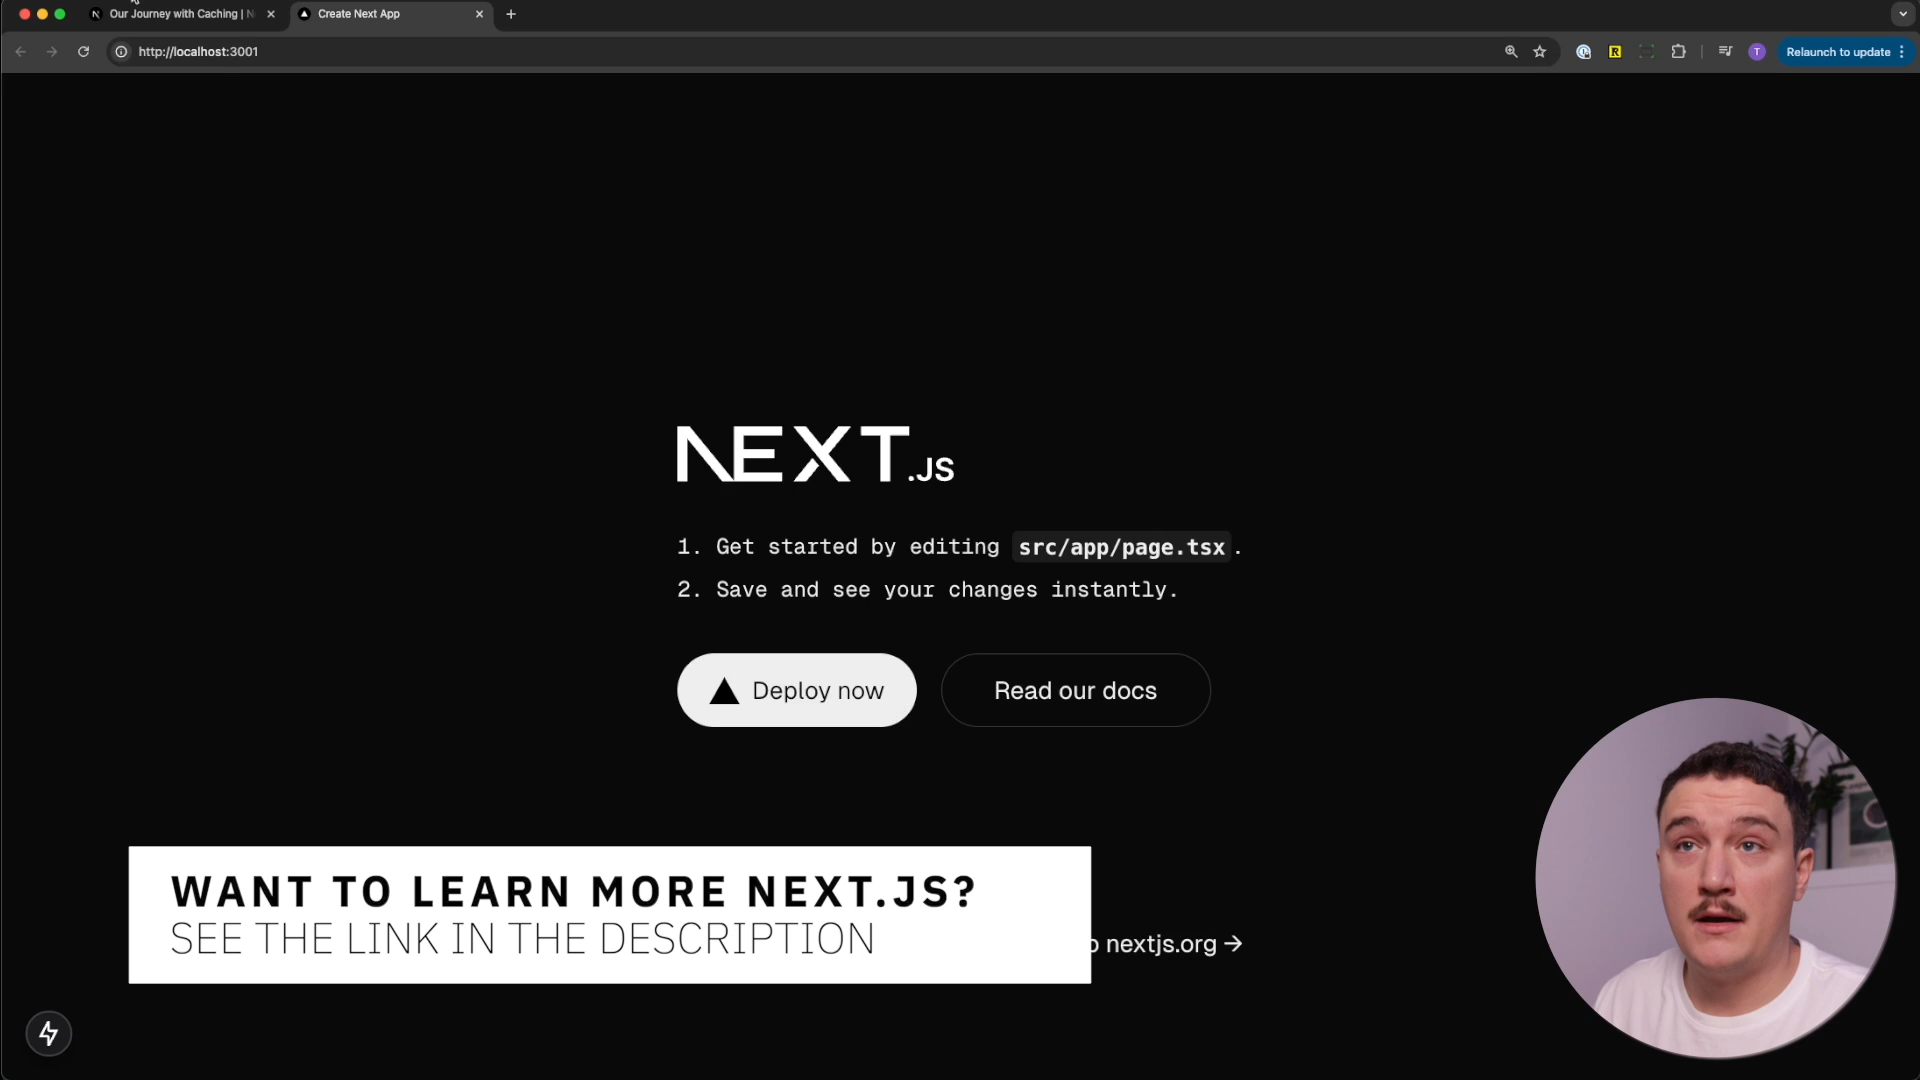 Our Journey with Caching | N
Create Next App
http://localhost:3001
R
T
Relaunch to update
NEXT.JS
1. Get started by editing src/app/page.tsx.
2. Save and see your changes instantly.
Deploy now
Read our docs
WANT TO LEARN MORE NEXT.JS?
SEE THE LINK IN THE DESCRIPTION
nextjs.org →